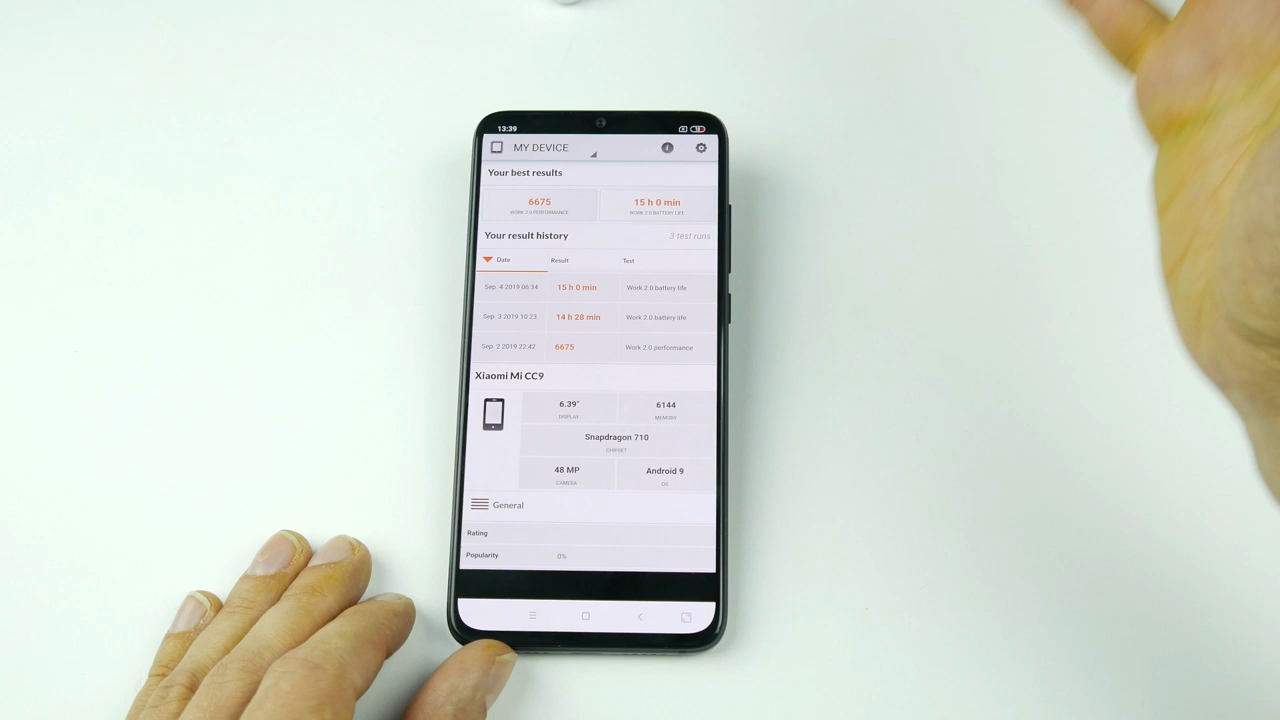 13:39
18
MY DEVICE
Your best results
6675
15 h 0 min
WORK 2.0 PERFORMANCE
WORK 2.0 BATTERY LIFE
Your result history
3 test runs
Date
Result
Test
Sep. 4 2019 06:34
15 h 0 min
Work 2.0 battery life
Sep. 3 2019 10:23
14 h 28 min
Work 2.0 battery life
Sep. 2 2019 22:42
6675
Work 2.0 performance
Xiaomi Mi CC9
6.39"
6144
DISPLAY
MEMORY
Snapdragon 710
CHIPSET
48 MP
Android 9
CAMERA
OS
General
Rating
Popularity
0%